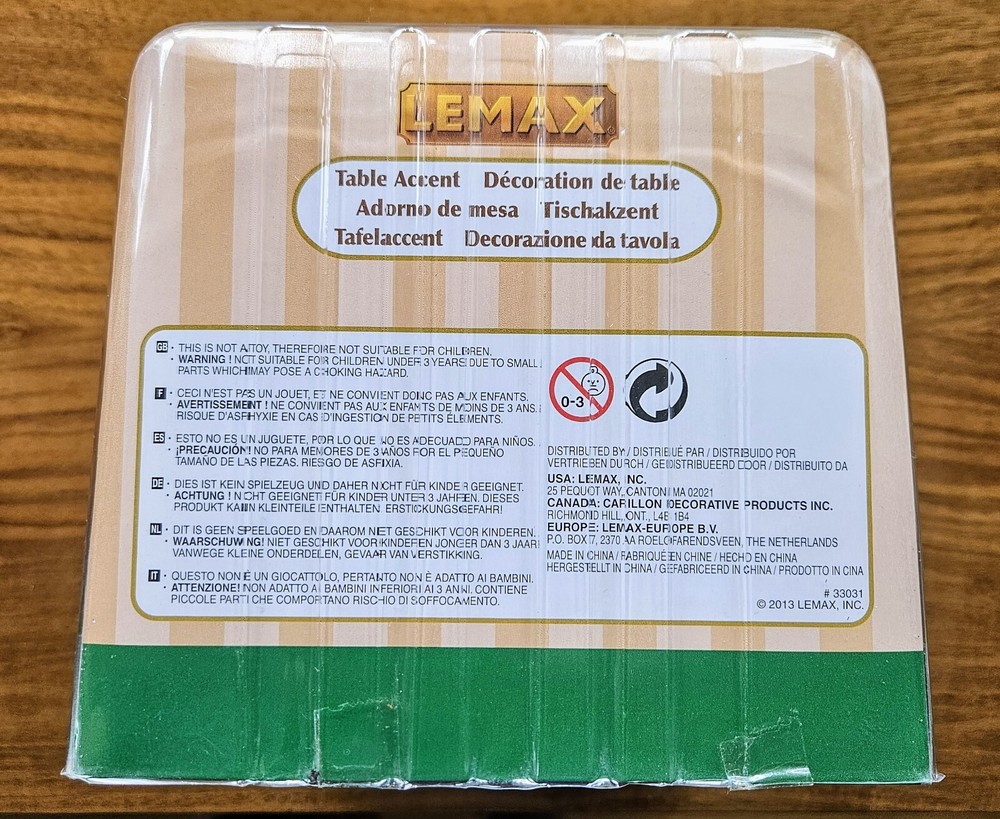 LEMAX
Table Accent Décoration de table
Adorno de mesa Tischakzent
Tafelaccent Decorazione da tavola
GB · THIS IS NOT A TOY, THEREFORE NOT SUITABLE FOR CHILDREN.
· WARNING ! NOT SUITABLE FOR CHILDREN UNDER 3 YEARS DUE TO SMALL
PARTS WHICH MAY POSE A CHOKING HAZARD.
F · CECI N'EST PAS UN JOUET, ET NE CONVIENT DONC PAS AUX ENFANTS.
· AVERTISSEMENT ! NE CONVIENT PAS AUX ENFANTS DE MOINS DE 3 ANS.
RISQUE D'ASPHYXIE EN CAS D'INGESTION DE PETITS ÉLÉMENTS.
ES · ESTO NO ES UN JUGUETE, POR LO QUE NO ES ADECUADO PARA NIÑOS.
· ¡PRECAUCIÓN! NO PARA MENORES DE 3 AÑOS POR EL PEQUEÑO
TAMAÑO DE LAS PIEZAS. RIESGO DE ASFIXIA.
DE · DIES IST KEIN SPIELZEUG UND DAHER NICHT FÜR KINDER GEEIGNET.
· ACHTUNG ! NICHT GEEIGNET FÜR KINDER UNTER 3 JAHREN. DIESES
PRODUKT KANN KLEINTEILE ENTHALTEN. ERSTICKUNGSGEFAHR!
NL · DIT IS GEEN SPEELGOED EN DAAROM NIET GESCHIKT VOOR KINDEREN.
· WAARSCHUWING! NIET GESCHIKT VOOR KINDEREN JONGER DAN 3 JAAR
VANWEGE KLEINE ONDERDELEN, GEVAAR VAN VERSTIKKING.
IT · QUESTO NON È UN GIOCATTOLO, PERTANTO NON È ADATTO AI BAMBINI.
· ATTENZIONE! NON ADATTO AI BAMBINI INFERIORI AI 3 ANNI. CONTIENE
PICCOLE PARTI CHE COMPORTANO RISCHIO DI SOFFOCAMENTO.
0-3
DISTRIBUTED BY / DISTRIBUÉ PAR / DISTRIBUIDO POR
VERTRIEBEN DURCH / GEDISTRIBUEERD DOOR / DISTRIBUITO DA
USA: LEMAX, INC.
25 PEQUOT WAY, CANTON MA 02021
CANADA: CARILLON DECORATIVE PRODUCTS INC.
RICHMOND HILL, ONT., L4B 1B4
EUROPE: LEMAX-EUROPE B.V.
P.O. BOX 7, 2370 AA ROELOFARENDSVEEN, THE NETHERLANDS
MADE IN CHINA / FABRIQUÉ EN CHINE / HECHO EN CHINA
HERGESTELLT IN CHINA / GEFABRICEERD IN CHINA / PRODOTTO IN CINA
# 33031
© 2013 LEMAX, INC.